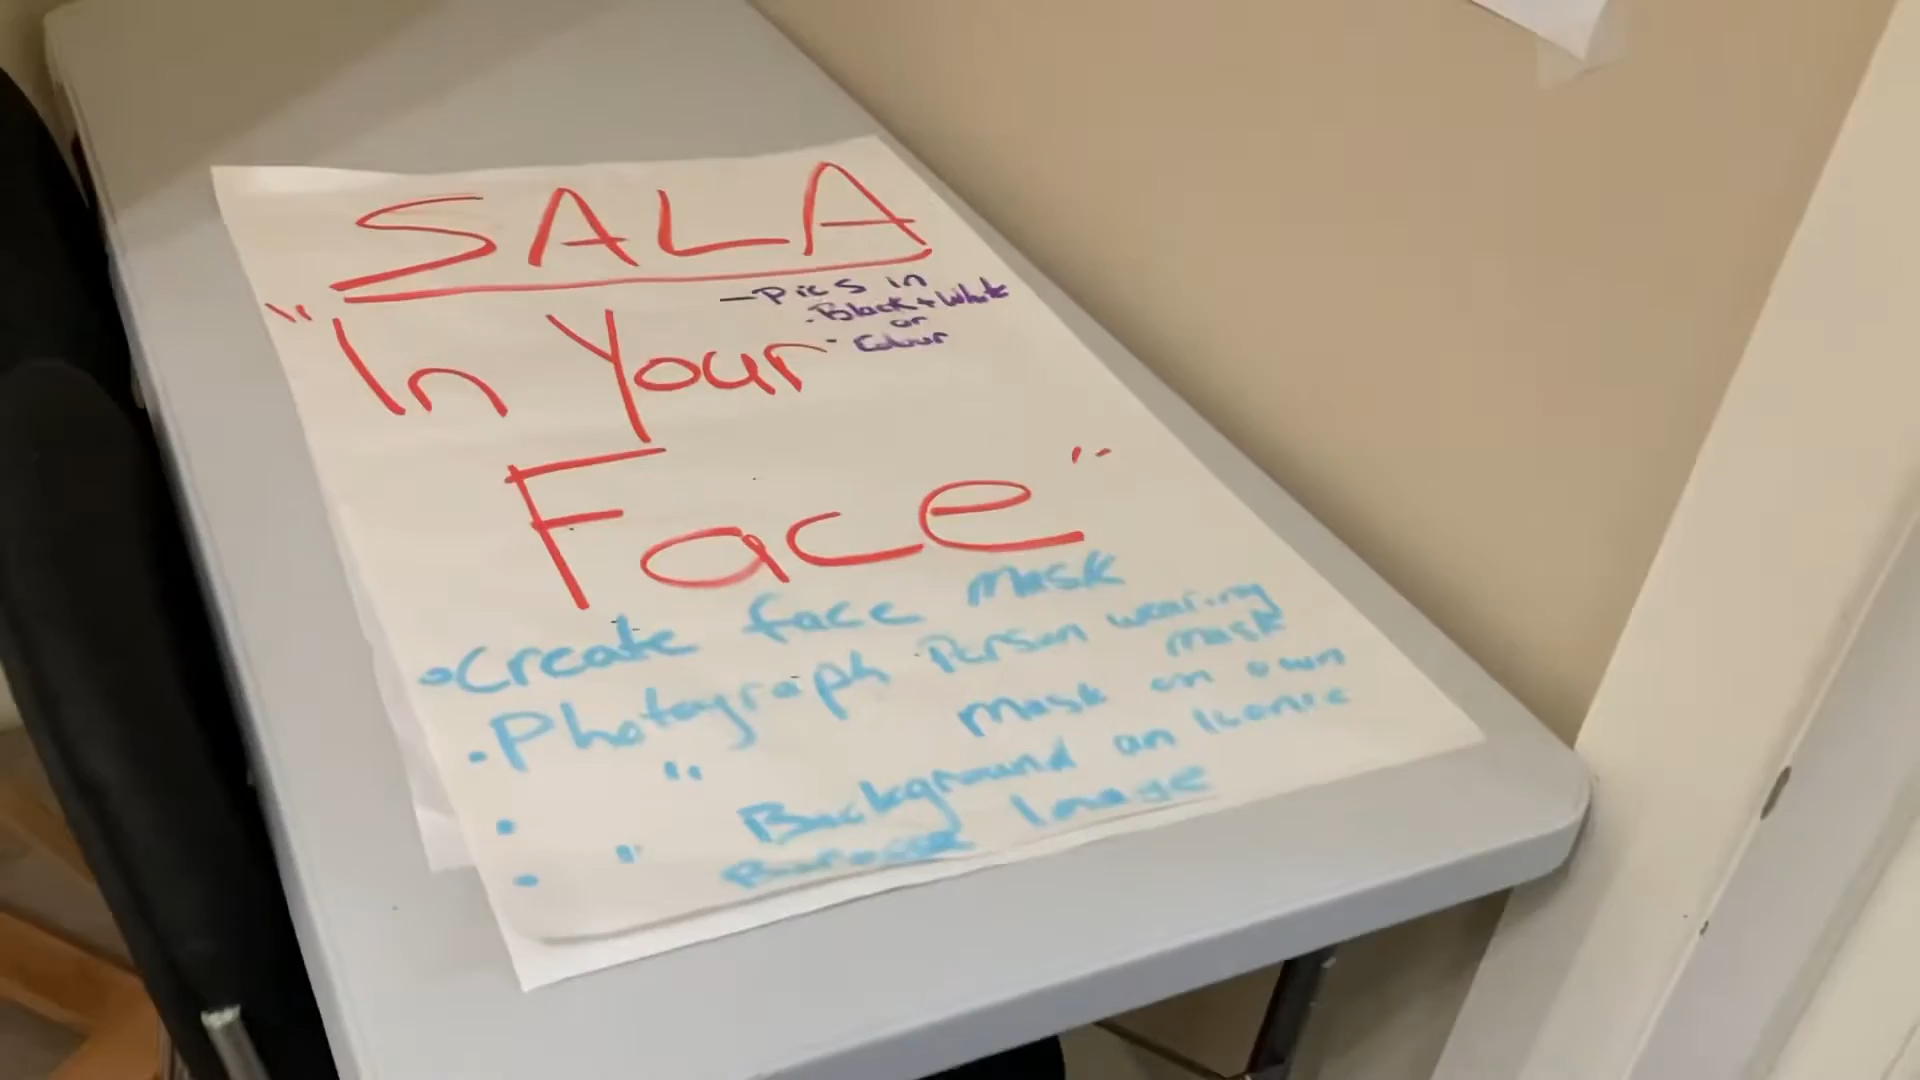 SALA
"In Your
Face"
- Pics in
- Black + White
or
- Colour
• Create face mask
• Photograph Person wearing
mask
• " mask on own
• " Background an Iconic
Image